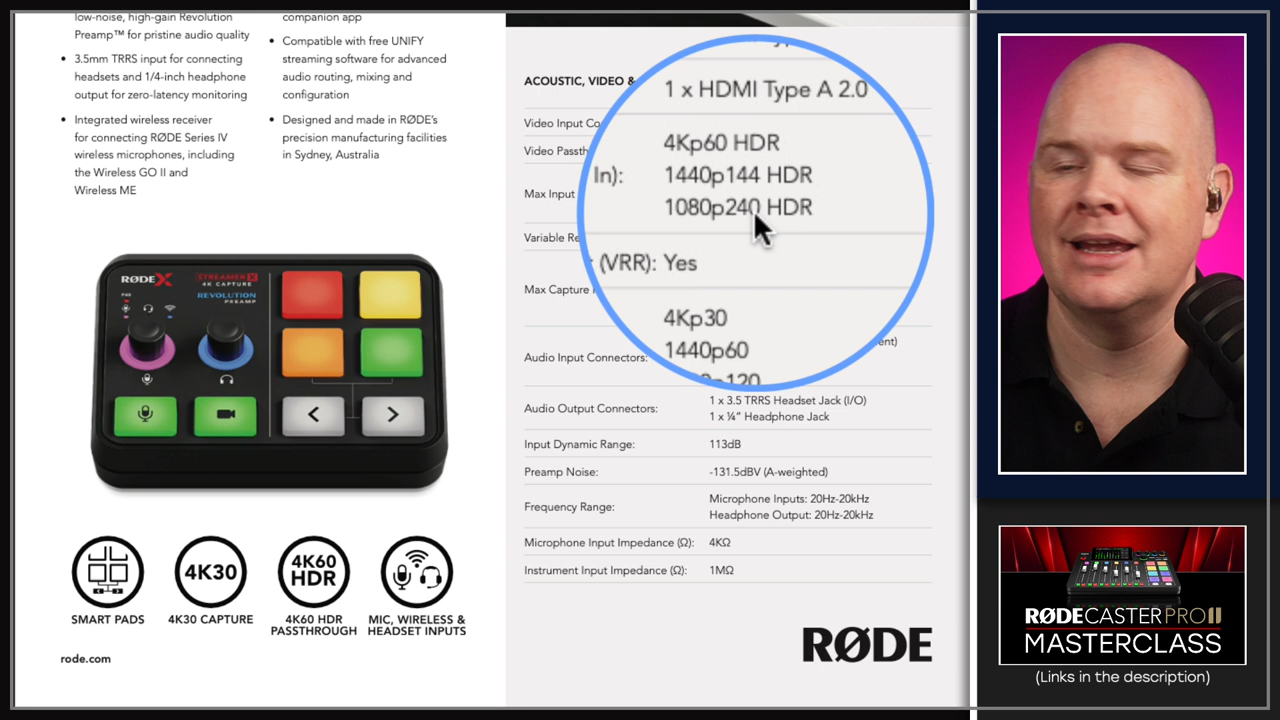 low-noise, high-gain Revolution
Preamp™ for pristine audio quality
• 3.5mm TRRS input for connecting
headsets and 1/4-inch headphone
output for zero-latency monitoring
• Integrated wireless receiver
for connecting RØDE Series IV
wireless microphones, including
the Wireless GO II and
Wireless ME
companion app
• Compatible with free UNIFY
streaming software for advanced
audio routing, mixing and
configuration
• Designed and made in RØDE's
precision manufacturing facilities
in Sydney, Australia
RØDEX
STREAMER X
4K CAPTURE
REVOLUTION
PREAMP
4K30
4K60
HDR
SMART PADS
4K30 CAPTURE
4K60 HDR
PASSTHROUGH
MIC, WIRELESS &
HEADSET INPUTS
rode.com
ACOUSTIC, VIDEO &
Video Input
Video
Max Input
Variable
Max Capture
1 x HDMI Type A 2.0
4Kp60 HDR
In): 1440p144 HDR
1080p240 HDR
(VRR): Yes
4Kp30
1440p60
Audio Input Connectors:
Audio Output Connectors: 1 x 3.5 TRRS Headset Jack (I/O)
1 x ¼" Headphone Jack
Input Dynamic Range: 113dB
Preamp Noise: -131.5dBV (A-weighted)
Frequency Range: Microphone Inputs: 20Hz-20kHz
Headphone Output: 20Hz-20kHz
Microphone Input Impedance (Ω): 4KΩ
Instrument Input Impedance (Ω): 1MΩ
RØDE
RØDECASTER PRO II
MASTERCLASS
(Links in the description)